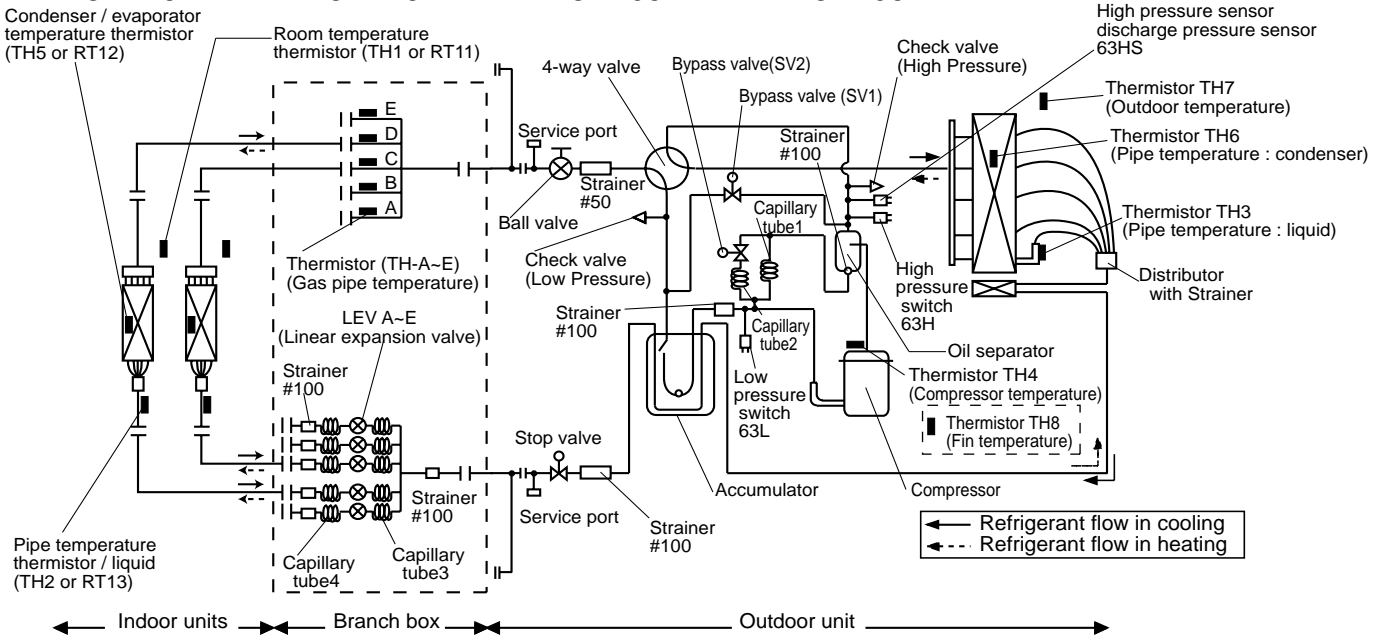 Condenser / evaporator
temperature thermistor
(TH5 or RT12)
Room temperature
thermistor (TH1 or RT11)
4-way valve
Bypass valve(SV2)
Bypass valve (SV1)
Check valve
(High Pressure)
High pressure sensor
discharge pressure sensor
63HS
Thermistor TH7
(Outdoor temperature)
Thermistor TH6
(Pipe temperature : condenser)
Thermistor TH3
(Pipe temperature : liquid)
Distributor
with Strainer
E
D
C
B
A
Service port
Strainer
#50
Ball valve
Strainer
#100
Capillary
tube1
Check valve
(Low Pressure)
Thermistor (TH-A~E)
(Gas pipe temperature)
LEV A~E
(Linear expansion valve)
Strainer
#100
Strainer
#100
Capillary
tube2
High
pressure
switch
63H
Oil separator
Low
pressure
switch
63L
Thermistor TH4
(Compressor temperature)
Thermistor TH8
(Fin temperature)
Stop valve
Strainer
#100
Service port
Strainer
#100
Accumulator
Compressor
Pipe temperature
thermistor / liquid
(TH2 or RT13)
Capillary
tube4
Capillary
tube3
Refrigerant flow in cooling
Refrigerant flow in heating
Indoor units
Branch box
Outdoor unit